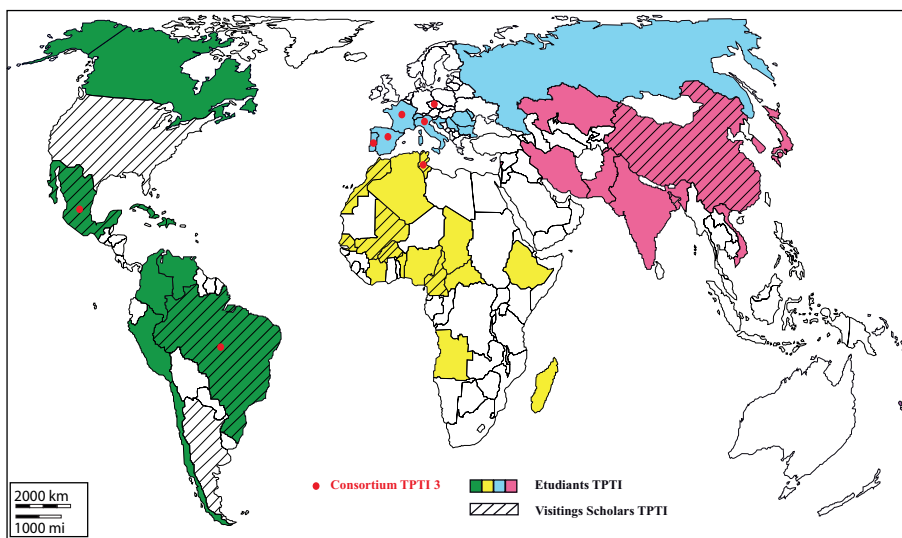 Consortium TPTI 3
Etudiants TPTI
Visitings Scholars TPTI
2000 km
1000 mi